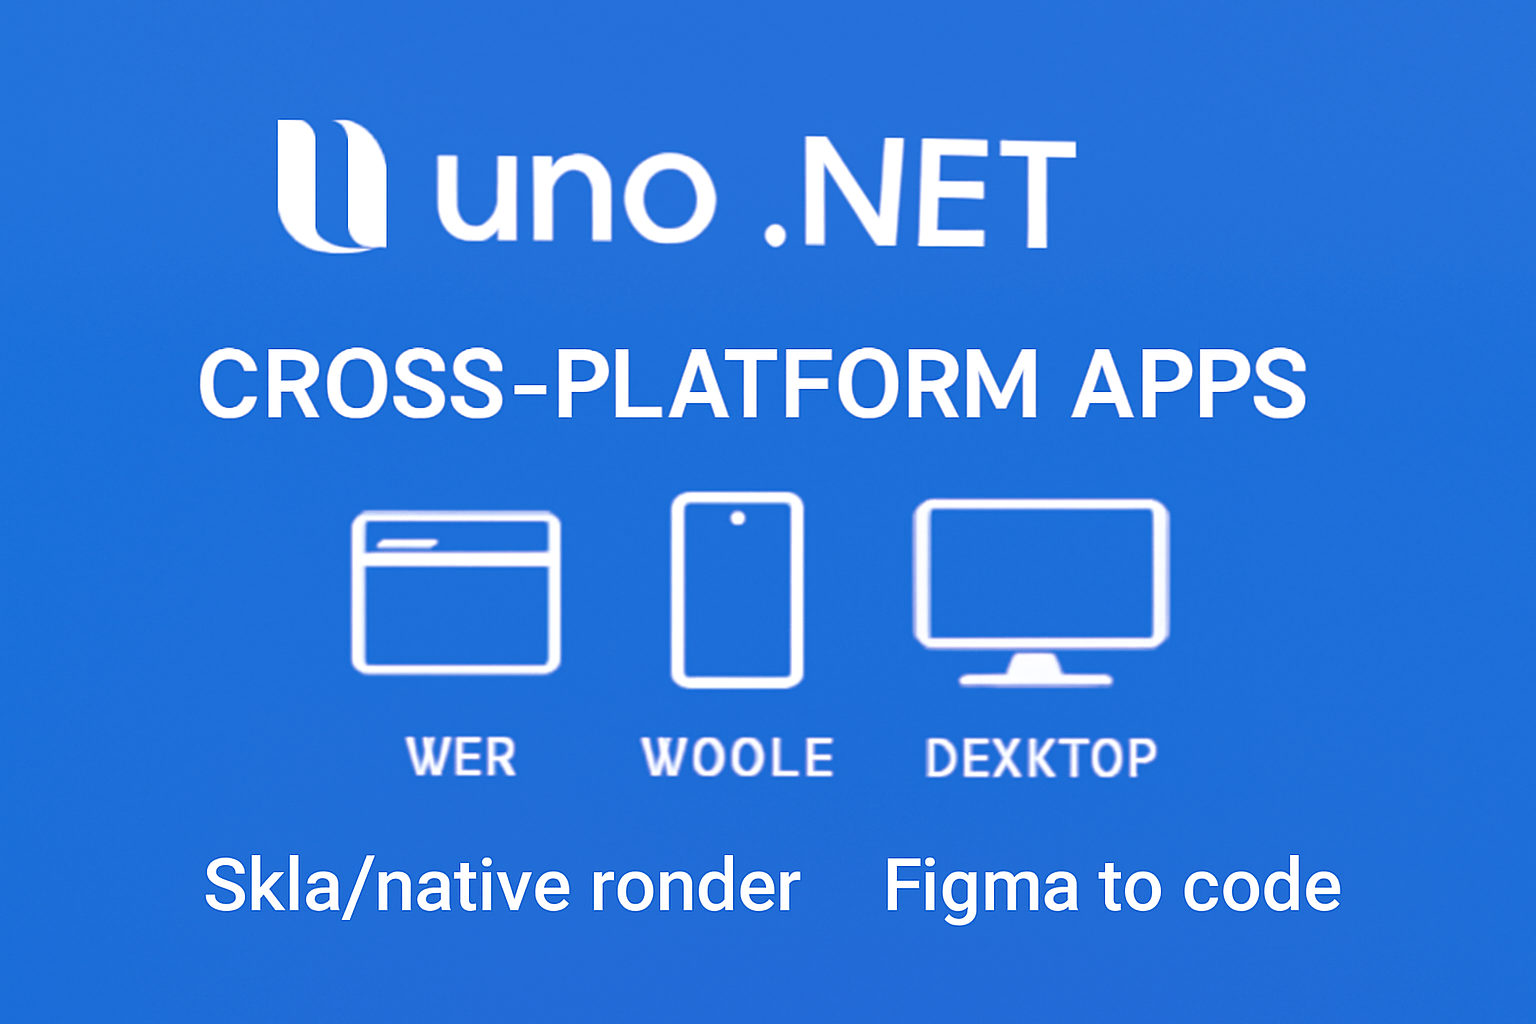 uno .NET
CROSS-PLATFORM APPS
WER WOOLE DEXKTOP
Skla/native ronder Figma to code